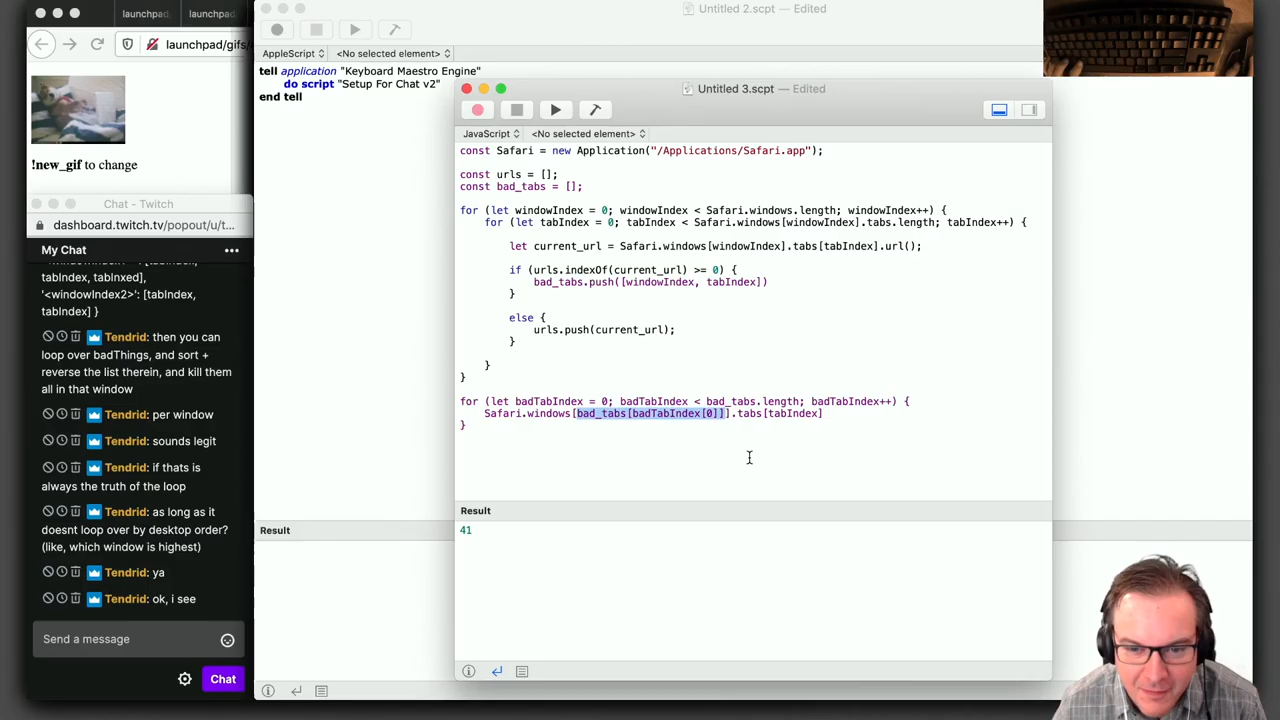 launchpad
launchpad
launchpad/gifs/
!new_gif to change
Chat - Twitch
dashboard.twitch.tv/popout/u/t...
My Chat
tabIndex, tabInxed],
'<windowIndex2>': [tabIndex,
tabIndex] }
Tendrid: then you can
loop over badThings, and sort +
reverse the list therein, and kill them
all in that window
Tendrid: per window
Tendrid: sounds legit
Tendrid: if thats is
always the truth of the loop
Tendrid: as long as it
doesnt loop over by desktop order?
(like, which window is highest)
Tendrid: ya
Tendrid: ok, i see
Send a message
Chat
Untitled 2.scpt — Edited
AppleScript
<No selected element>
tell application "Keyboard Maestro Engine"
do script "Setup For Chat v2"
end tell
Result
Untitled 3.scpt — Edited
JavaScript
<No selected element>
const Safari = new Application("/Applications/Safari.app");
const urls = [];
const bad_tabs = [];
for (let windowIndex = 0; windowIndex < Safari.windows.length; windowIndex++) {
for (let tabIndex = 0; tabIndex < Safari.windows[windowIndex].tabs.length; tabIndex++) {
let current_url = Safari.windows[windowIndex].tabs[tabIndex].url();
if (urls.indexOf(current_url) >= 0) {
bad_tabs.push([windowIndex, tabIndex])
}
else {
urls.push(current_url);
}
}
}
for (let badTabIndex = 0; badTabIndex < bad_tabs.length; badTabIndex++) {
Safari.windows[bad_tabs[badTabIndex[0]]].tabs[tabIndex]
}
Result
41